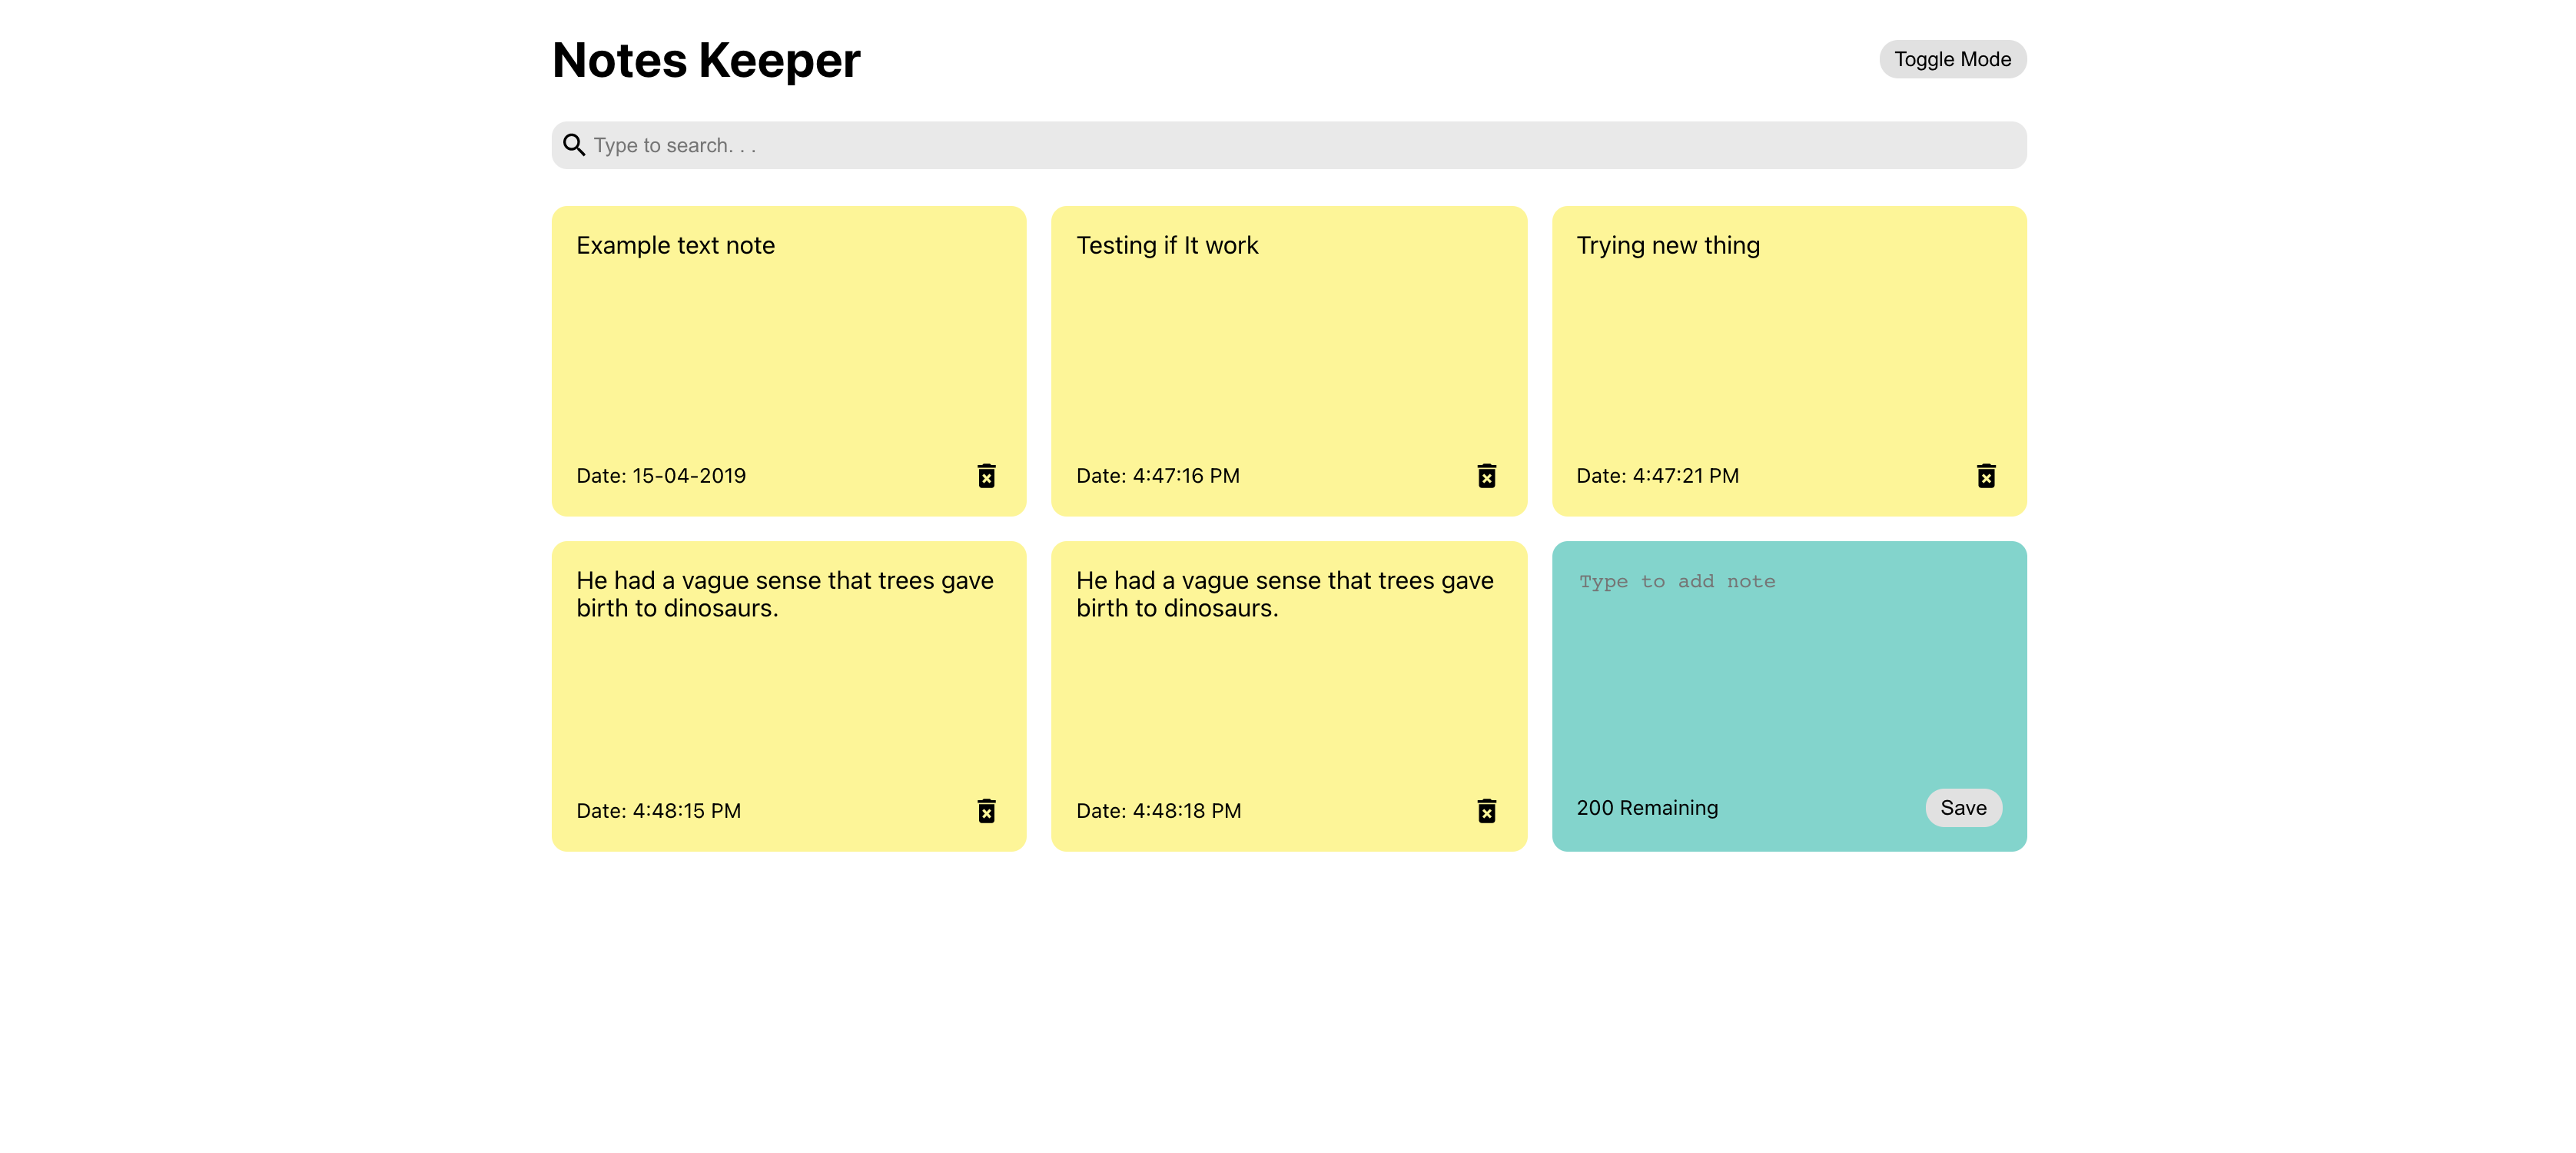 Notes Keeper
Toggle Mode
Type to search. . .
Example text note
Date: 15-04-2019
Testing if It work
Date: 4:47:16 PM
Trying new thing
Date: 4:47:21 PM
He had a vague sense that trees gave
birth to dinosaurs.
Date: 4:48:15 PM
He had a vague sense that trees gave
birth to dinosaurs.
Date: 4:48:18 PM
Type to add note
200 Remaining
Save